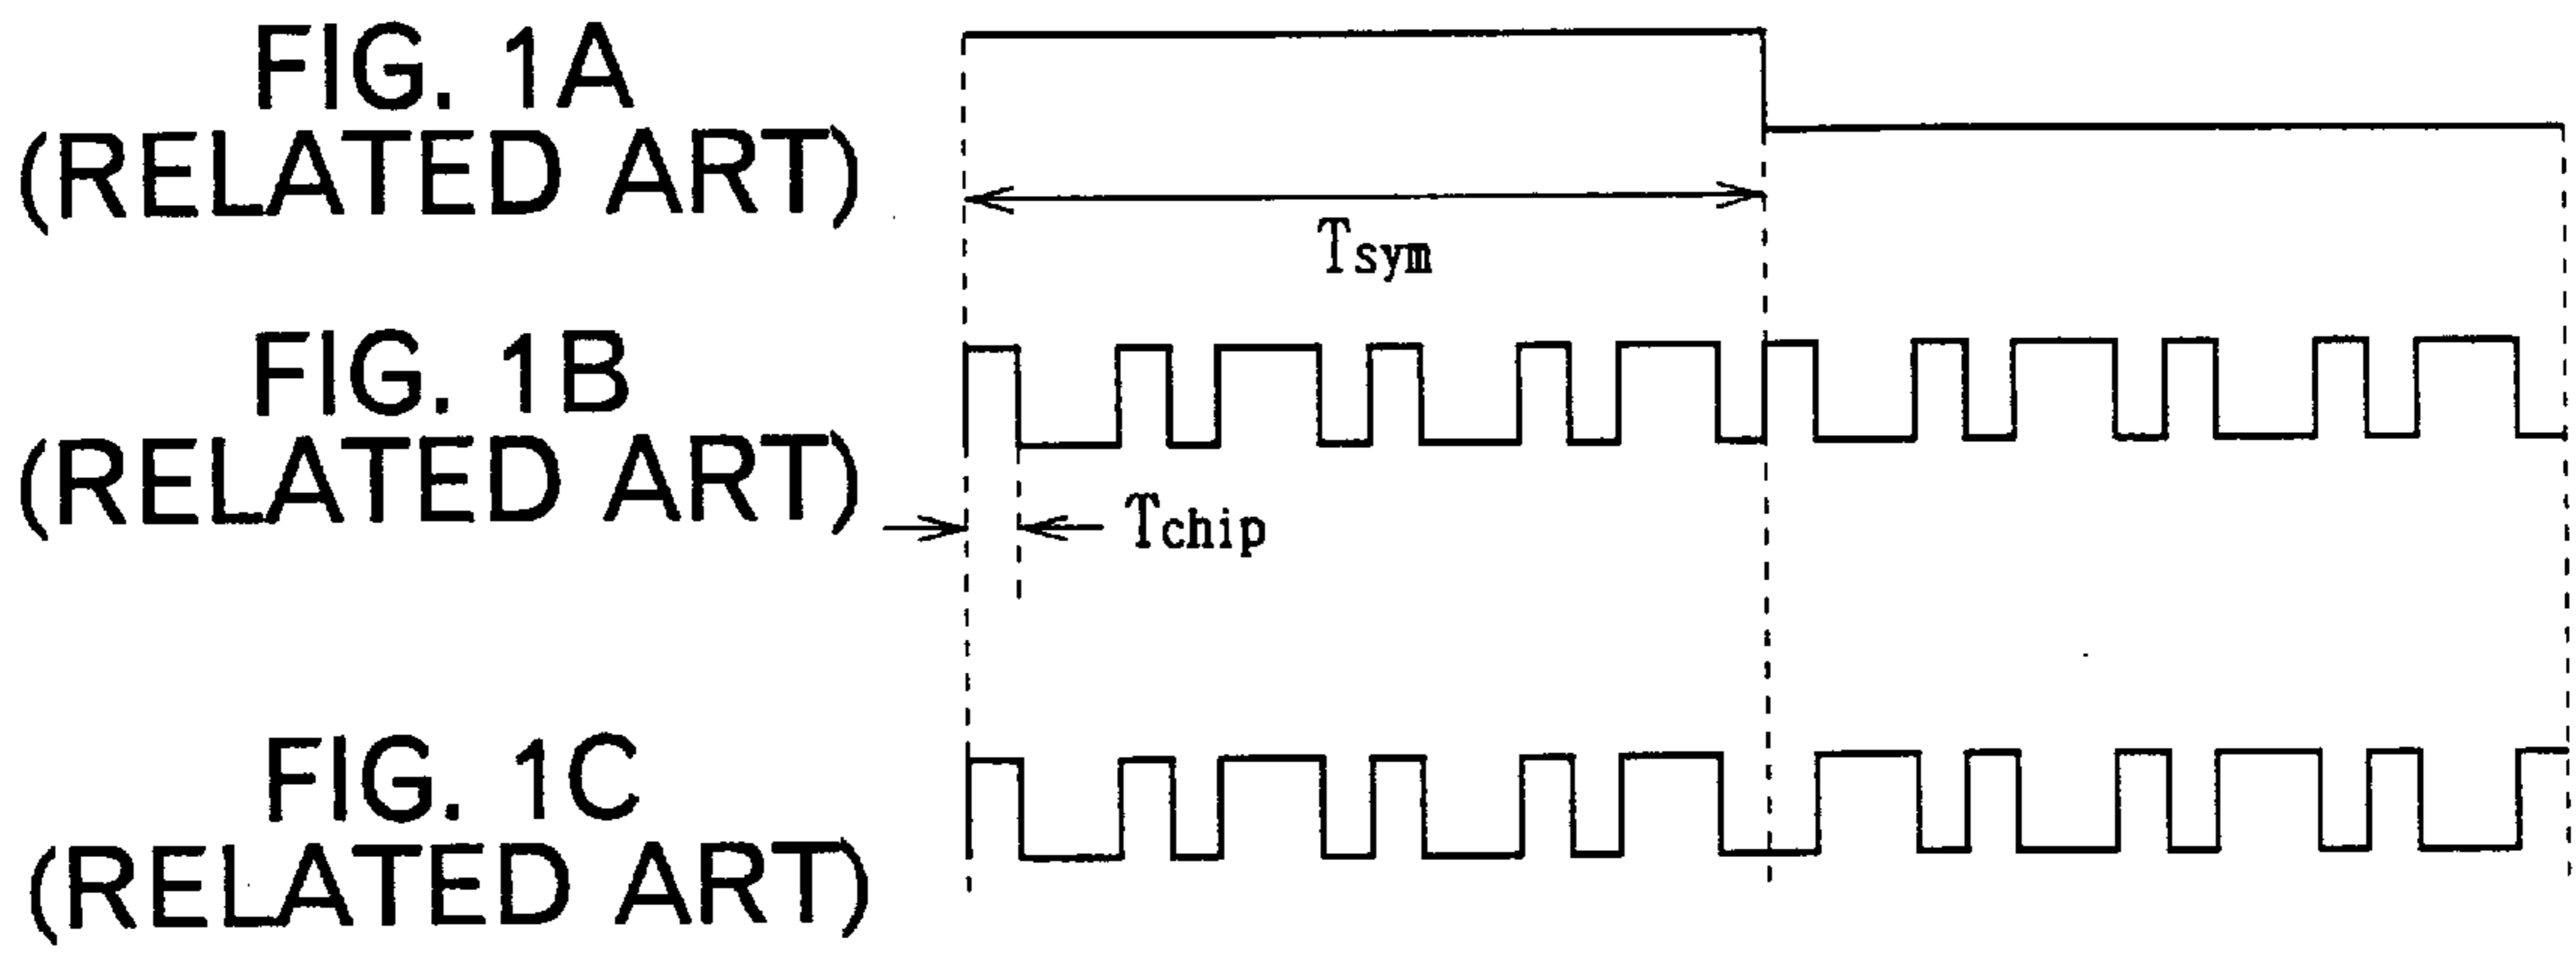 FIG. 1A
(RELATED ART)
Tsym
FIG. 1B
(RELATED ART)
Tchip
FIG. 1C
(RELATED ART)